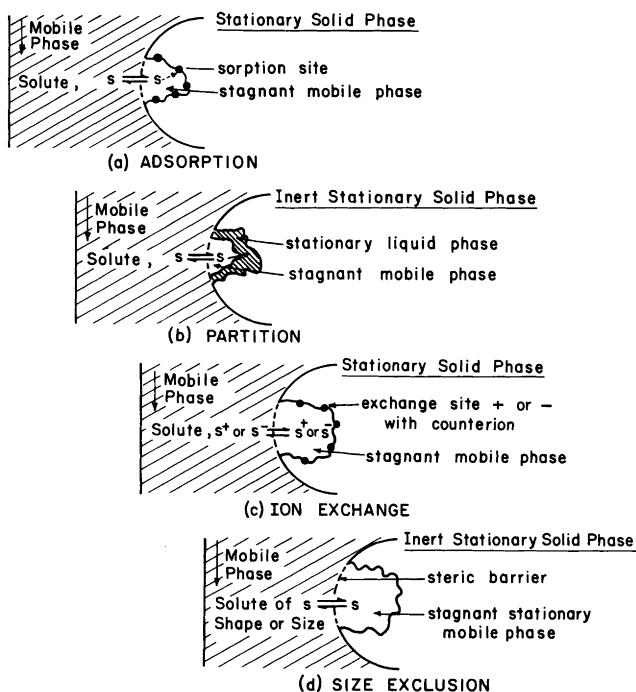 Mobile
Phase
Stationary Solid Phase
Solute, s ⇌ s
sorption site
stagnant mobile phase
(a) ADSORPTION
Mobile
Phase
Inert Stationary Solid Phase
Solute, s ⇌ s
stationary liquid phase
stagnant mobile phase
(b) PARTITION
Mobile
Phase
Stationary Solid Phase
Solute, s⁺ or s⁻ ⇌ s⁺ or s⁻
exchange site + or −
with counterion
stagnant mobile phase
(c) ION EXCHANGE
Mobile
Phase
Inert Stationary Solid Phase
steric barrier
Solute of s ⇌ s
Shape or Size
stagnant stationary
mobile phase
(d) SIZE EXCLUSION